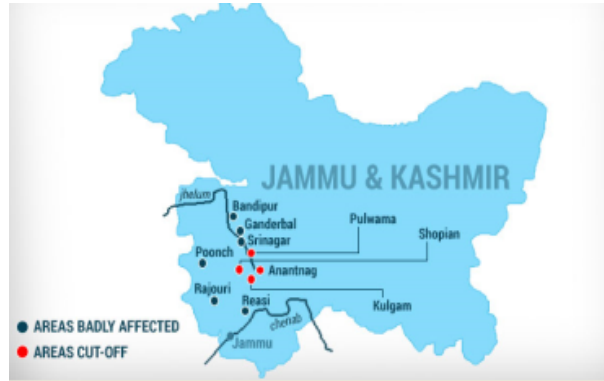 JAMMU & KASHMIR
jhelum
Bandipur
Ganderbal
Srinagar
Pulwama
Shopian
Poonch
Anantnag
Rajouri
Reasi
Kulgam
chenab
Jammu
AREAS BADLY AFFECTED
AREAS CUT-OFF